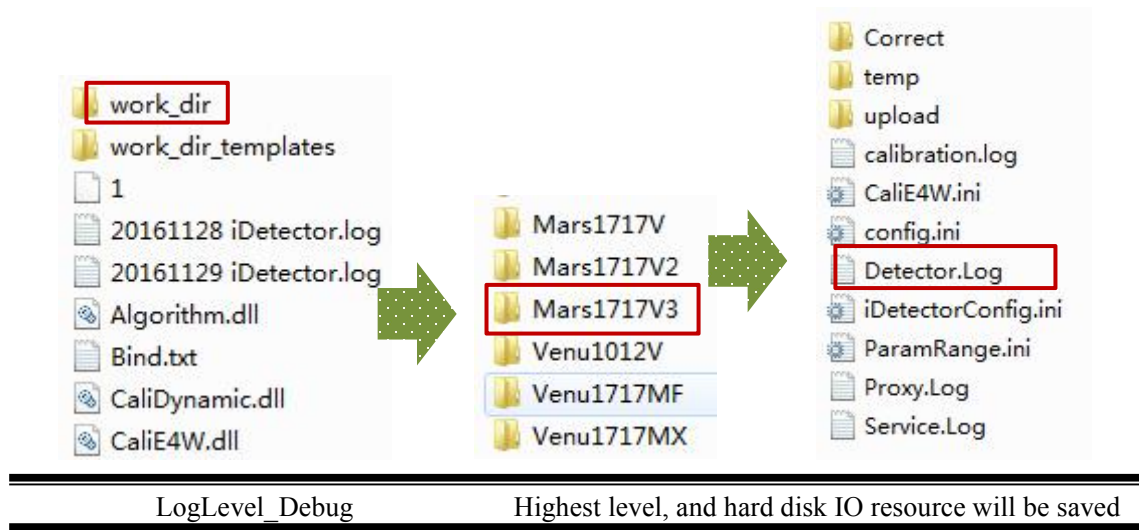 work_dir
work_dir_templates
1
20161128 iDetector.log
20161129 iDetector.log
Algorithm.dll
Bind.txt
CaliDynamic.dll
CaliE4W.dll
Mars1717V
Mars1717V2
Mars1717V3
Venu1012V
Venu1717MF
Venu1717MX
Correct
temp
upload
calibration.log
CaliE4W.ini
config.ini
Detector.Log
iDetectorConfig.ini
ParamRange.ini
Proxy.Log
Service.Log
LogLevel_Debug Highest level, and hard disk IO resource will be saved